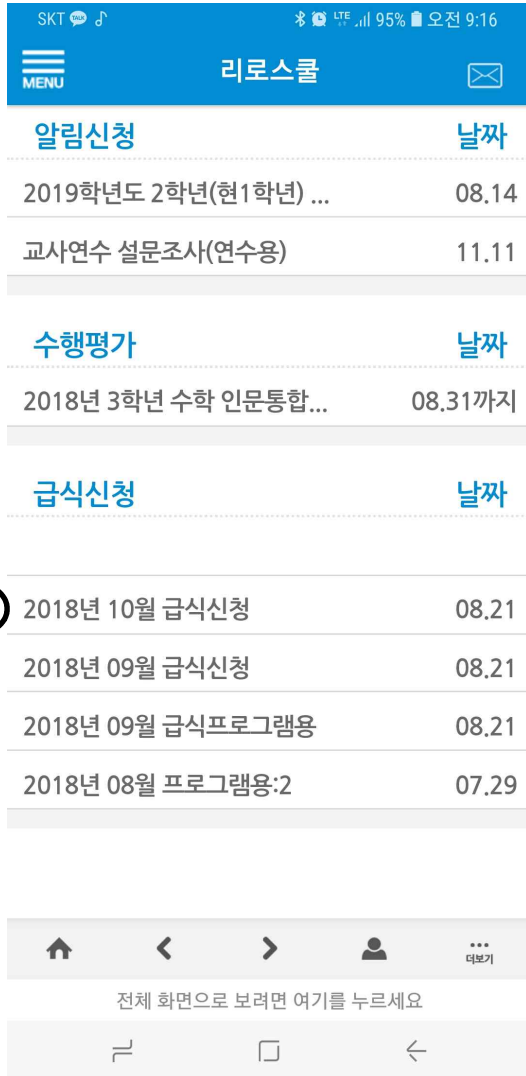 SKT TALK LTE 95% 오전 9:16
MENU 리로스쿨
알림신청 날짜
2019학년도 2학년(현1학년) ... 08.14
교사연수 설문조사(연수용) 11.11
수행평가 날짜
2018년 3학년 수학 인문통합... 08.31까지
급식신청 날짜
2018년 10월 급식신청 08.21
2018년 09월 급식신청 08.21
2018년 09월 급식프로그램용 08.21
2018년 08월 프로그램용:2 07.29
더보기
전체 화면으로 보려면 여기를 누르세요